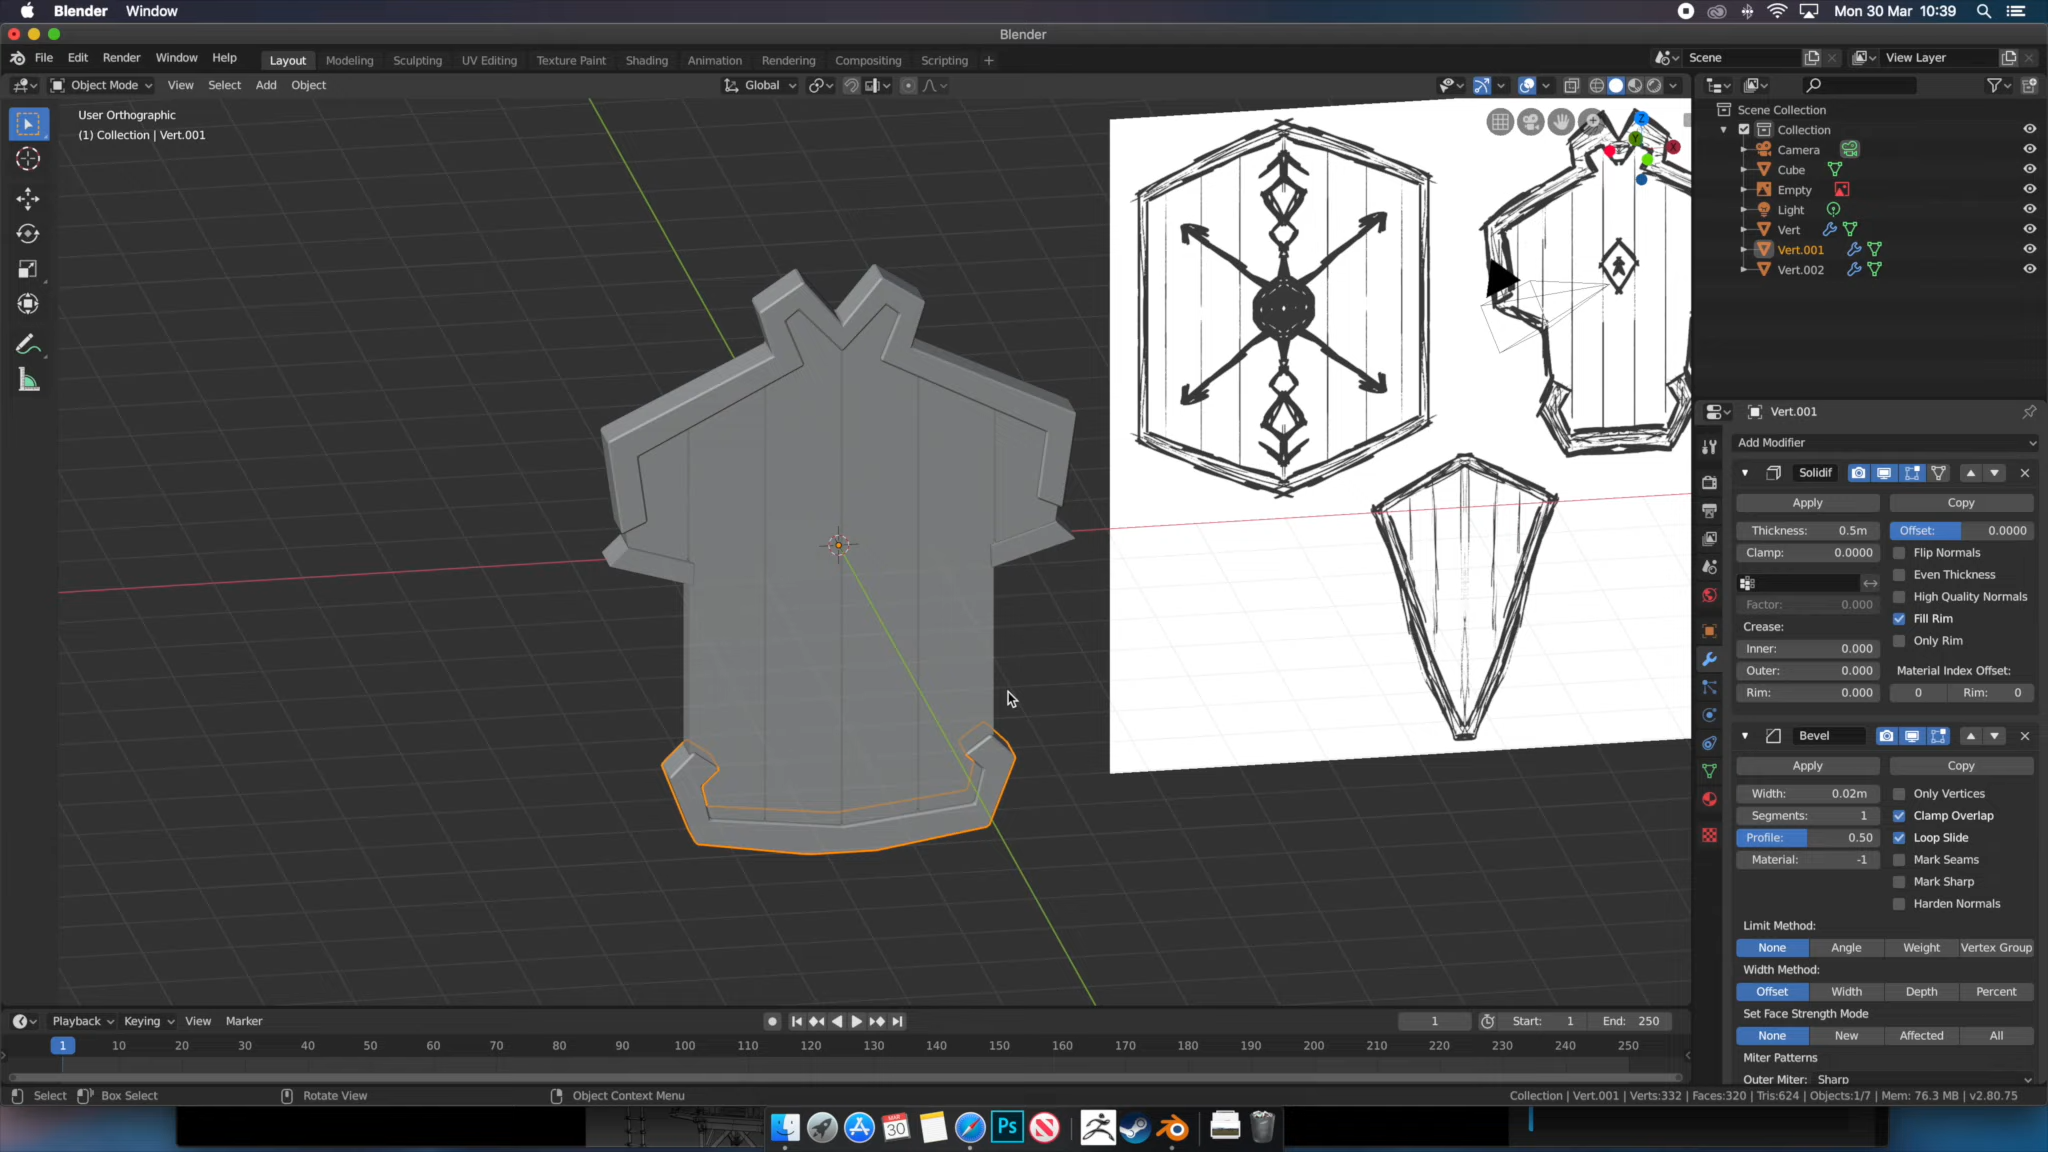 Blender Window
Mon 30 Mar 10:39
Blender
File Edit Render Window Help
Layout Modeling Sculpting UV Editing Texture Paint Shading Animation Rendering Compositing Scripting +
Scene
View Layer
Object Mode View Select Add Object
Global
User Orthographic
(1) Collection | Vert.001
Z
Y
X
Scene Collection
Collection
Camera
Cube
Empty
Light
Vert
Vert.001
Vert.002
Vert.001
Add Modifier
Solidif
Apply Copy
Thickness: 0.5m Offset: 0.0000
Clamp: 0.0000 Flip Normals
Even Thickness
Factor: 0.000 High Quality Normals
Crease: Fill Rim
Only Rim
Inner: 0.000
Outer: 0.000 Material Index Offset:
Rim: 0.000 0 Rim: 0
Bevel
Apply Copy
Width: 0.02m Only Vertices
Segments: 1 Clamp Overlap
Profile: 0.50 Loop Slide
Material: -1 Mark Seams
Mark Sharp
Harden Normals
Limit Method:
None Angle Weight Vertex Group
Width Method:
Offset Width Depth Percent
Set Face Strength Mode
None New Affected All
Miter Patterns
Outer Miter: Sharp
Playback Keying View Marker
1 Start: 1 End: 250
1 10 20 30 40 50 60 70 80 90 100 110 120 130 140 150 160 170 180 190 200 210 220 230 240 250
Select Box Select Rotate View Object Context Menu
Collection | Vert.001 | Verts:332 | Faces:320 | Tris:624 | Objects:1/7 | Mem: 76.3 MB | v2.80.75
MAR
30
Ps